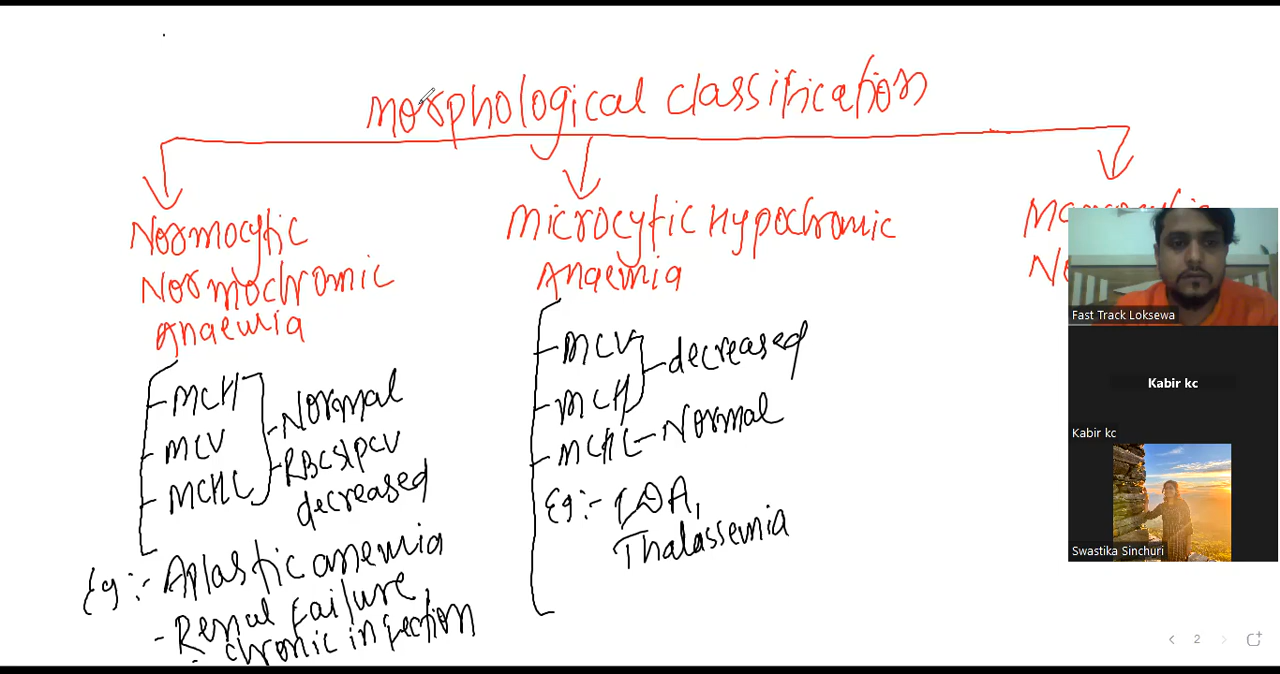 Morphological classification
Normocytic
Normochromic
Anaemia
MCH
MCV
MCHC
Normal
RBCs/PCV
decreased
Eg:- Aplastic anemia
- Renal failure,
- chronic infection
Microcytic Hypochromic
Anaemia
MCV
MCH
decreased
MCHC - Normal
Eg:- IDA,
Thalassemia
Fast Track Loksewa
Kabir kc
Kabir kc
Swastika Sinchuri
2